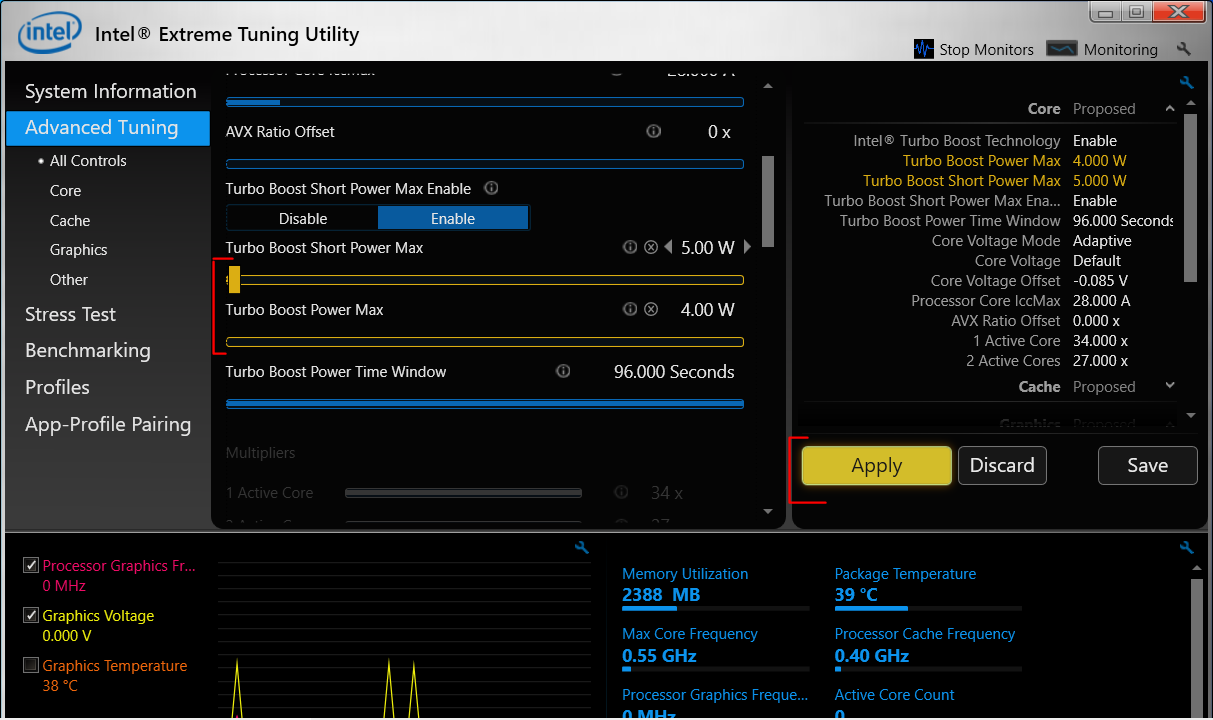 intel
Intel® Extreme Tuning Utility
Stop Monitors
Monitoring
System Information
Advanced Tuning
• All Controls
Core
Cache
Graphics
Other
Stress Test
Benchmarking
Profiles
App-Profile Pairing
Processor Core IccMax 28.000 A
AVX Ratio Offset 0 x
Turbo Boost Short Power Max Enable
Disable Enable
Turbo Boost Short Power Max 5.00 W
Turbo Boost Power Max 4.00 W
Turbo Boost Power Time Window 96.000 Seconds
Multipliers
1 Active Core 34 x
Core Proposed
Intel® Turbo Boost Technology Enable
Turbo Boost Power Max 4.000 W
Turbo Boost Short Power Max 5.000 W
Turbo Boost Short Power Max Ena... Enable
Turbo Boost Power Time Window 96.000 Seconds
Core Voltage Mode Adaptive
Core Voltage Default
Core Voltage Offset -0.085 V
Processor Core IccMax 28.000 A
AVX Ratio Offset 0.000 x
1 Active Core 34.000 x
2 Active Cores 27.000 x
Cache Proposed
Graphics Proposed
Apply
Discard
Save
Processor Graphics Fr...
0 MHz
Graphics Voltage
0.000 V
Graphics Temperature
38 °C
Memory Utilization
2388 MB
Package Temperature
39 °C
Max Core Frequency
0.55 GHz
Processor Cache Frequency
0.40 GHz
Processor Graphics Freque...
0 MHz
Active Core Count
0